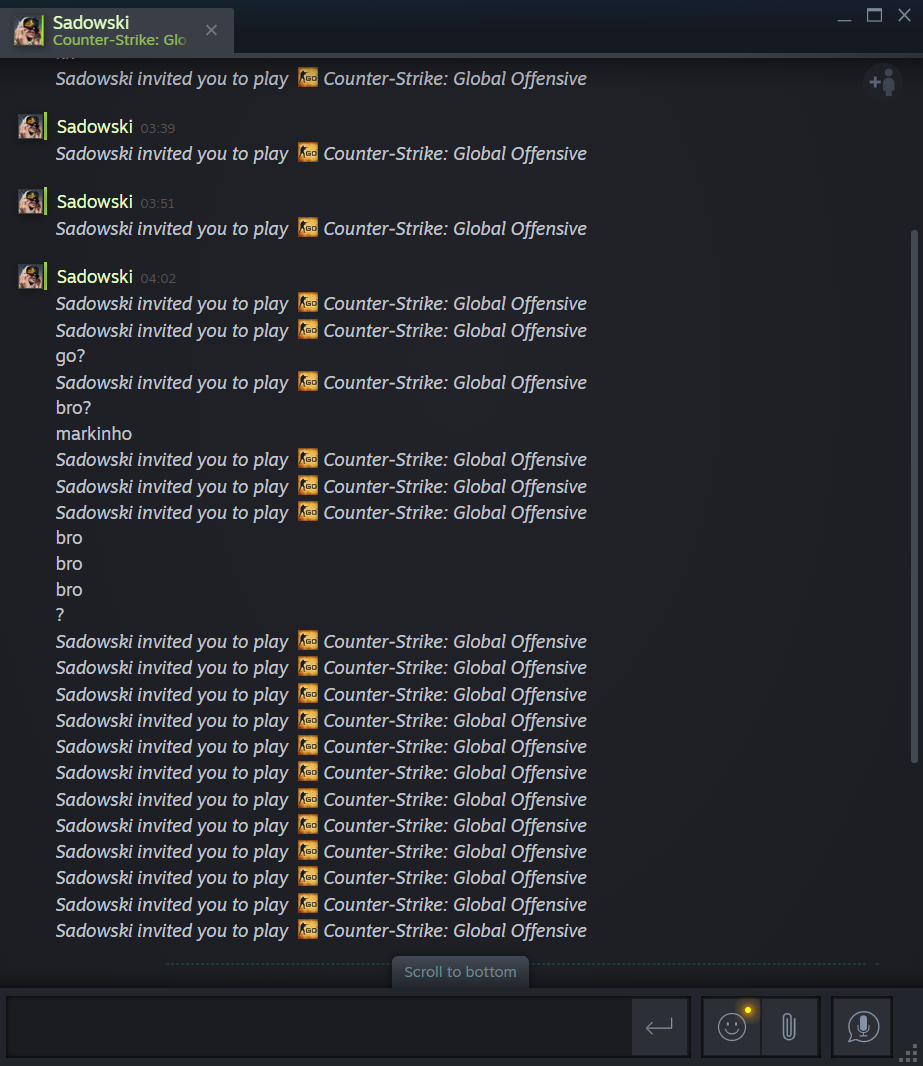 Sadowski
Counter-Strike: Glo
Sadowski invited you to play Counter-Strike: Global Offensive
Sadowski 03:39
Sadowski invited you to play Counter-Strike: Global Offensive
Sadowski 03:51
Sadowski invited you to play Counter-Strike: Global Offensive
Sadowski 04:02
Sadowski invited you to play Counter-Strike: Global Offensive
Sadowski invited you to play Counter-Strike: Global Offensive
go?
Sadowski invited you to play Counter-Strike: Global Offensive
bro?
markinho
Sadowski invited you to play Counter-Strike: Global Offensive
Sadowski invited you to play Counter-Strike: Global Offensive
Sadowski invited you to play Counter-Strike: Global Offensive
bro
bro
bro
?
Sadowski invited you to play Counter-Strike: Global Offensive
Sadowski invited you to play Counter-Strike: Global Offensive
Sadowski invited you to play Counter-Strike: Global Offensive
Sadowski invited you to play Counter-Strike: Global Offensive
Sadowski invited you to play Counter-Strike: Global Offensive
Sadowski invited you to play Counter-Strike: Global Offensive
Sadowski invited you to play Counter-Strike: Global Offensive
Sadowski invited you to play Counter-Strike: Global Offensive
Sadowski invited you to play Counter-Strike: Global Offensive
Sadowski invited you to play Counter-Strike: Global Offensive
Sadowski invited you to play Counter-Strike: Global Offensive
Sadowski invited you to play Counter-Strike: Global Offensive
Scroll to bottom